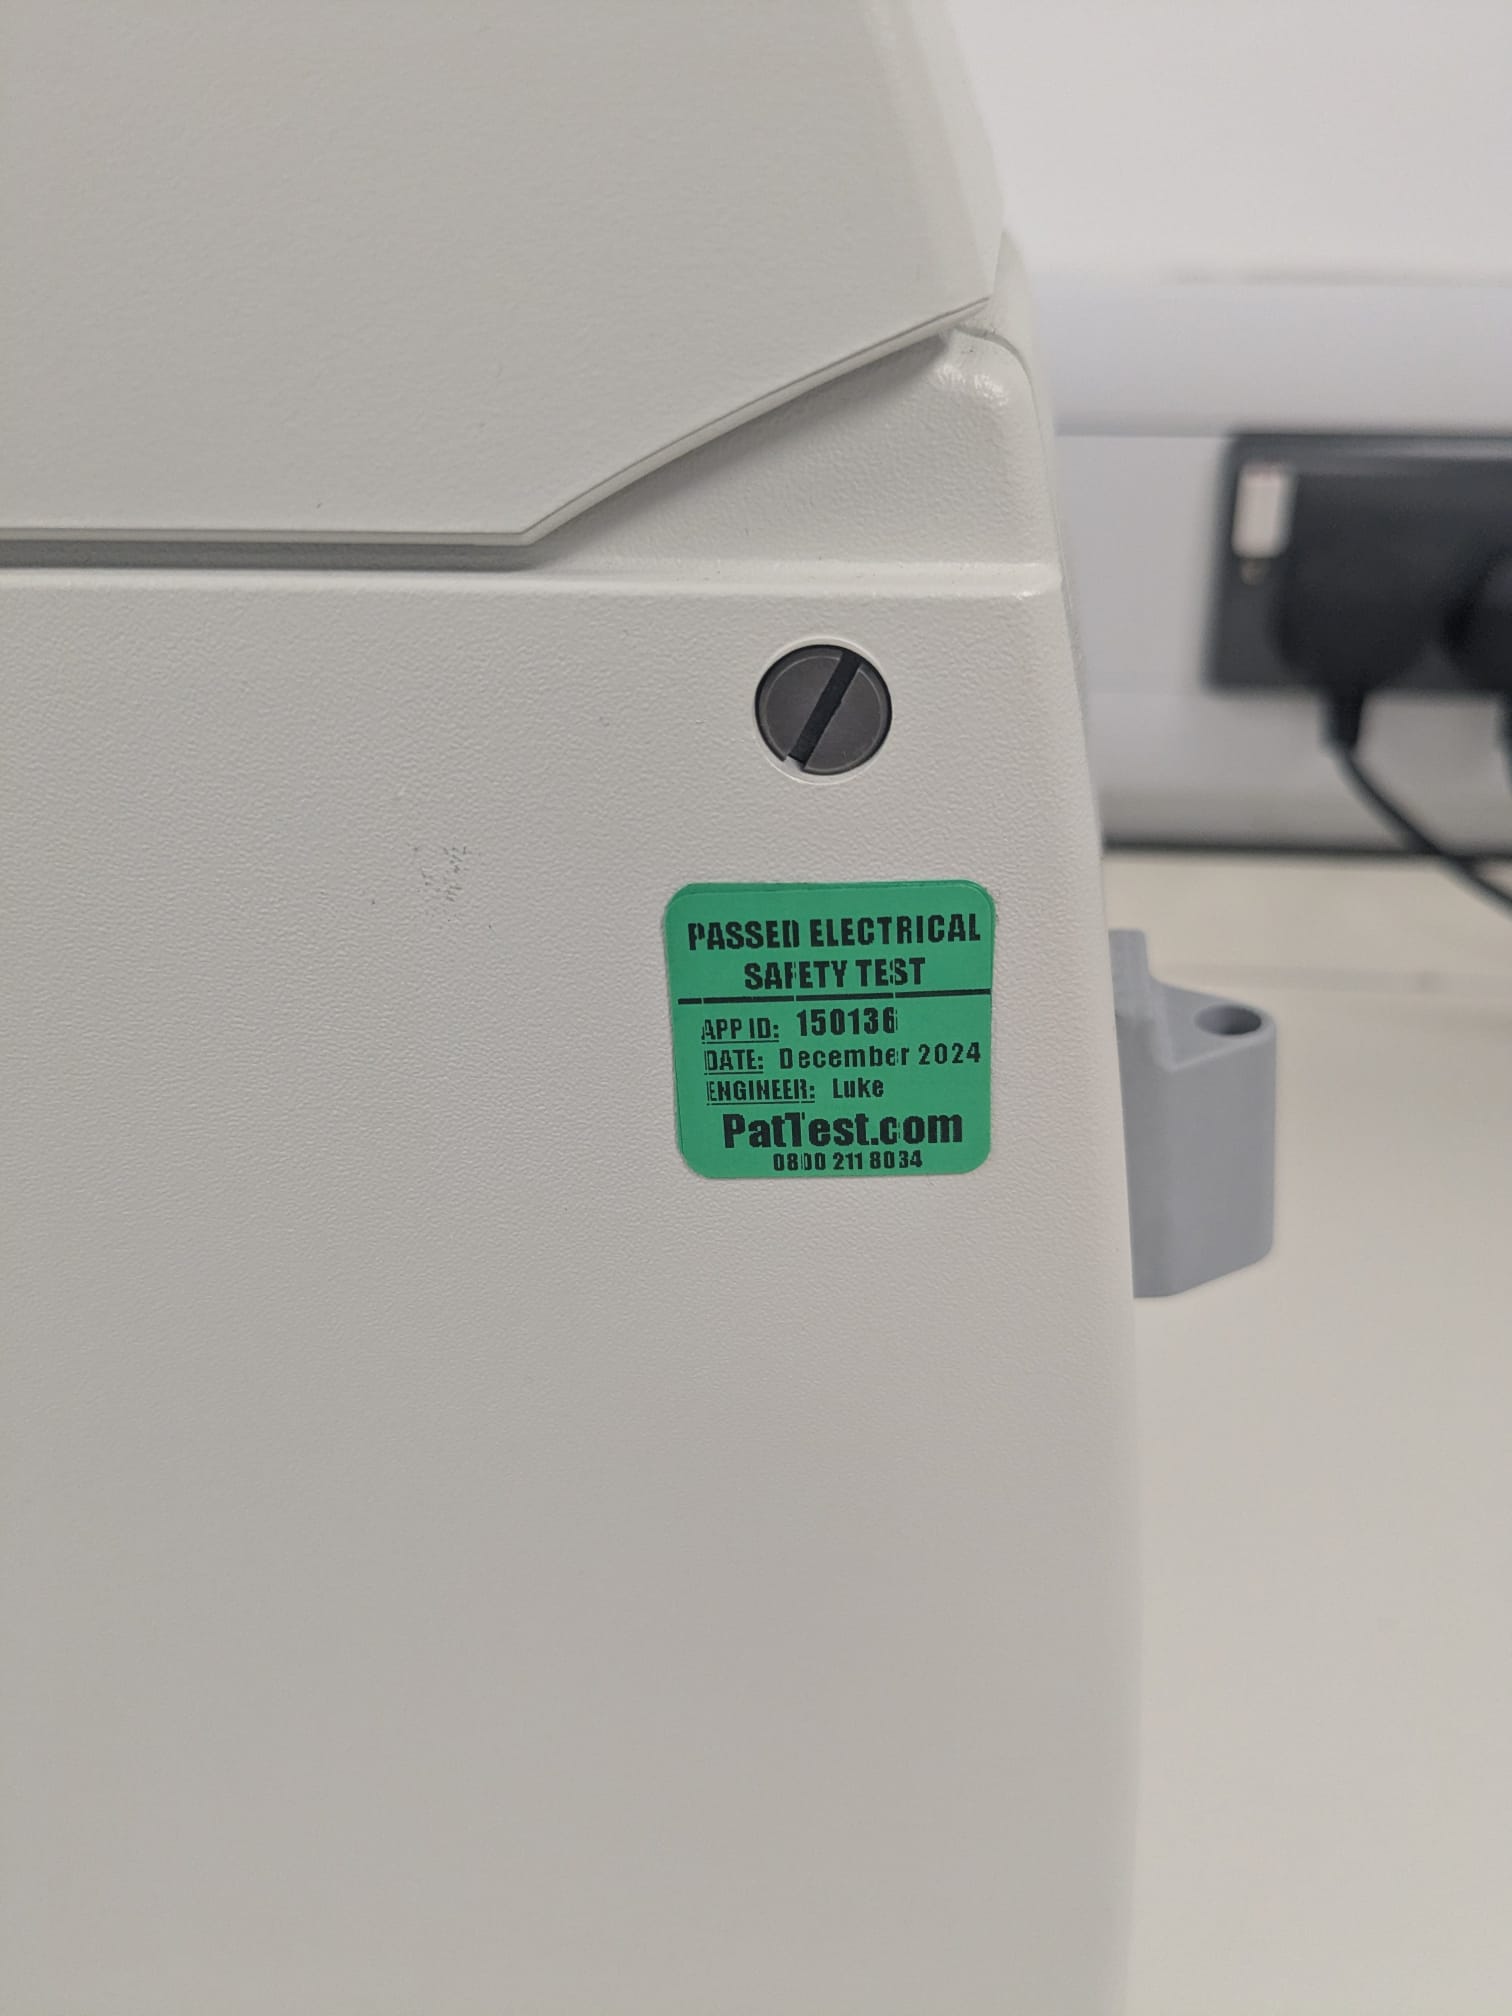 PASSED ELECTRICAL
SAFETY TEST
APP ID: 150136
DATE: December 2024
ENGINEER: Luke
PatTest.com
0800 211 8034